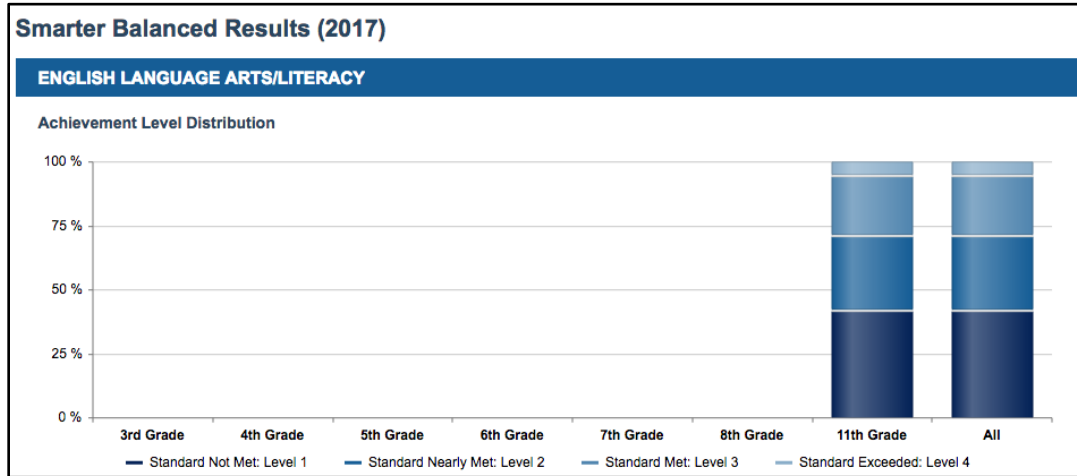 Smarter Balanced Results (2017)
ENGLISH LANGUAGE ARTS/LITERACY
Achievement Level Distribution
100 %
75 %
50 %
25 %
0 %
3rd Grade 4th Grade 5th Grade 6th Grade 7th Grade 8th Grade 11th Grade All
Standard Not Met: Level 1 Standard Nearly Met: Level 2 Standard Met: Level 3 Standard Exceeded: Level 4